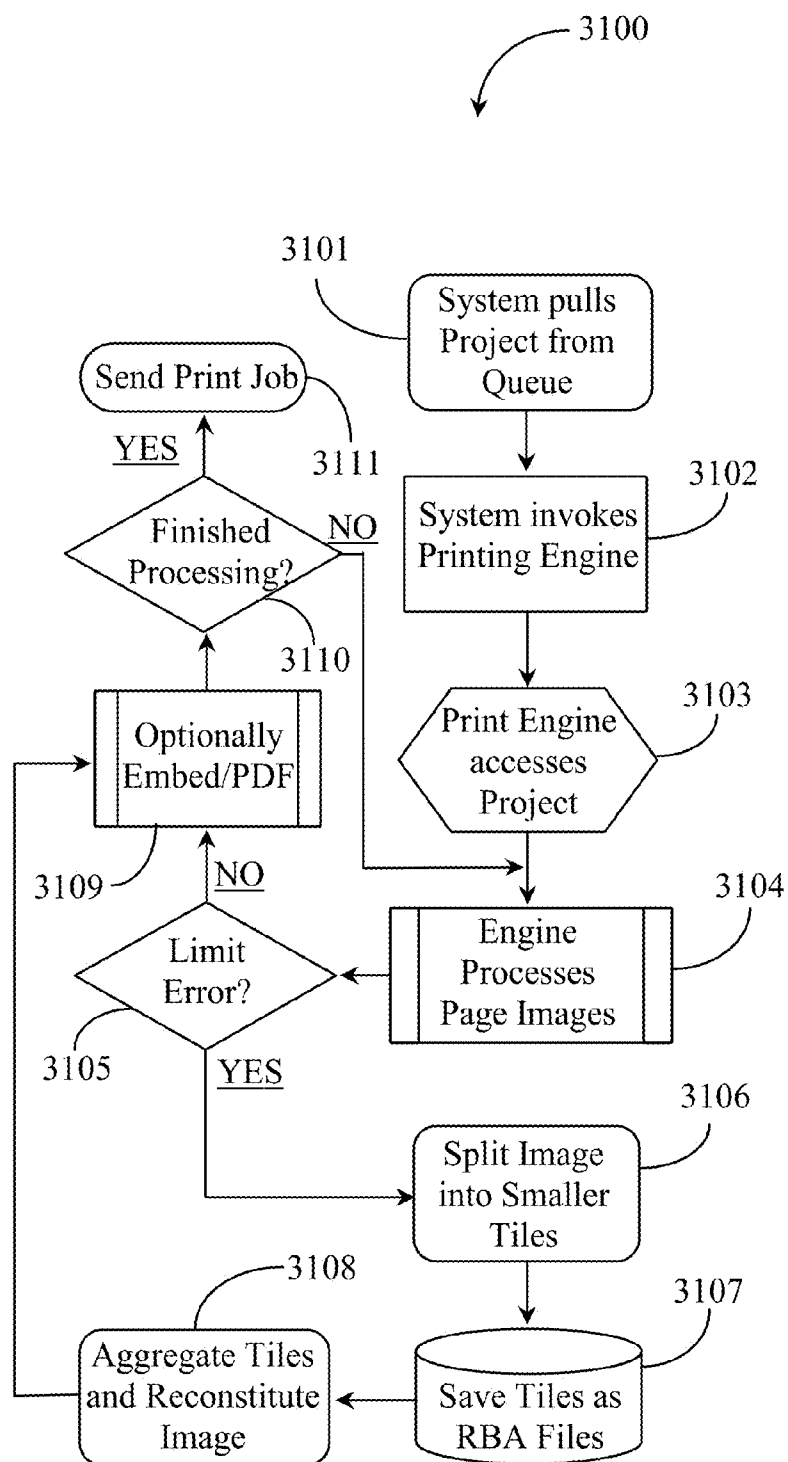 3100
3101
System pulls
Project from
Queue
Send Print Job
3111
YES
3102
System invokes
Printing Engine
Finished
Processing?
NO
3110
3103
Print Engine
accesses
Project
Optionally
Embed/PDF
3109
NO
3104
Engine
Processes
Page Images
Limit
Error?
3105
YES
3106
Split Image
into Smaller
Tiles
3108
3107
Aggregate Tiles
and Reconstitute
Image
Save Tiles as
RBA Files